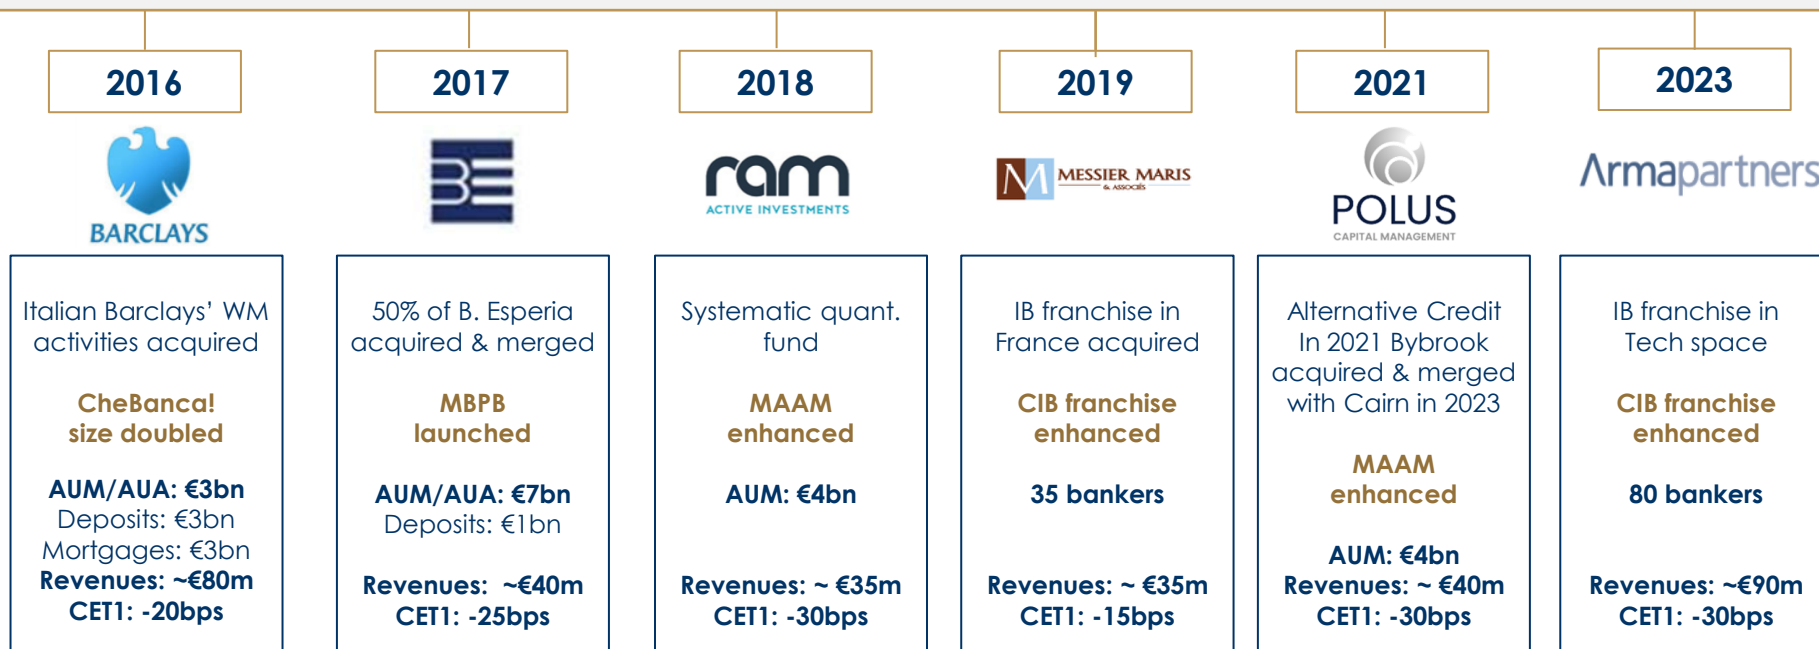 2016
BARCLAYS
Italian Barclays' WM
activities acquired
CheBanca!
size doubled
AUM/AUA: €3bn
Deposits: €3bn
Mortgages: €3bn
Revenues: ~€80m
CET1: -20bps
2017
BE
50% of B. Esperia
acquired & merged
MBPB
launched
AUM/AUA: €7bn
Deposits: €1bn
Revenues: ~€40m
CET1: -25bps
2018
ram
ACTIVE INVESTMENTS
Systematic quant.
fund
MAAM
enhanced
AUM: €4bn
Revenues: ~ €35m
CET1: -30bps
2019
M MESSIER MARIS
& ASSOCIÉS
IB franchise in
France acquired
CIB franchise
enhanced
35 bankers
Revenues: ~ €35m
CET1: -15bps
2021
POLUS
CAPITAL MANAGEMENT
Alternative Credit
In 2021 Bybrook
acquired & merged
with Cairn in 2023
MAAM
enhanced
AUM: €4bn
Revenues: ~ €40m
CET1: -30bps
2023
Armapartners
IB franchise in
Tech space
CIB franchise
enhanced
80 bankers
Revenues: ~€90m
CET1: -30bps